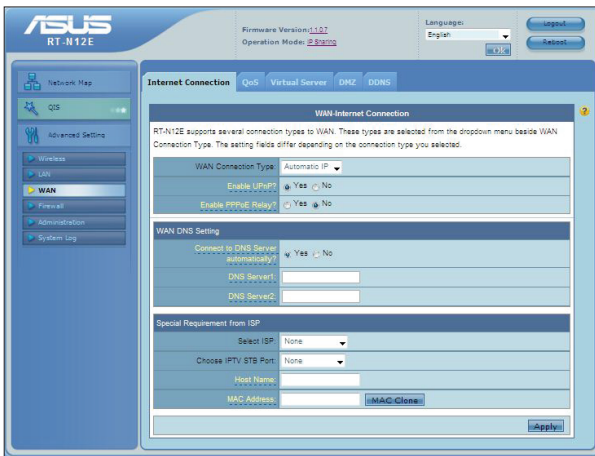 ASUS
RT-N12E
Firmware Version:1.1.0.7
Operation Mode: IP Sharing
Language:
English
OK
Logout
Reboot
Network Map
QIS
Advanced Setting
Wireless
LAN
WAN
Firewall
Administration
System Log
Internet Connection QoS Virtual Server DMZ DDNS
WAN-Internet Connection
RT-N12E supports several connection types to WAN. These types are selected from the dropdown menu beside WAN
Connection Type. The setting fields differ depending on the connection type you selected.
WAN Connection Type: Automatic IP
Enable UPnP? Yes No
Enable PPPoE Relay? Yes No
WAN DNS Setting
Connect to DNS Server
automatically? Yes No
DNS Server1:
DNS Server2:
Special Requirement from ISP
Select ISP: None
Choose IPTV STB Port: None
Host Name:
MAC Address: MAC Clone
Apply